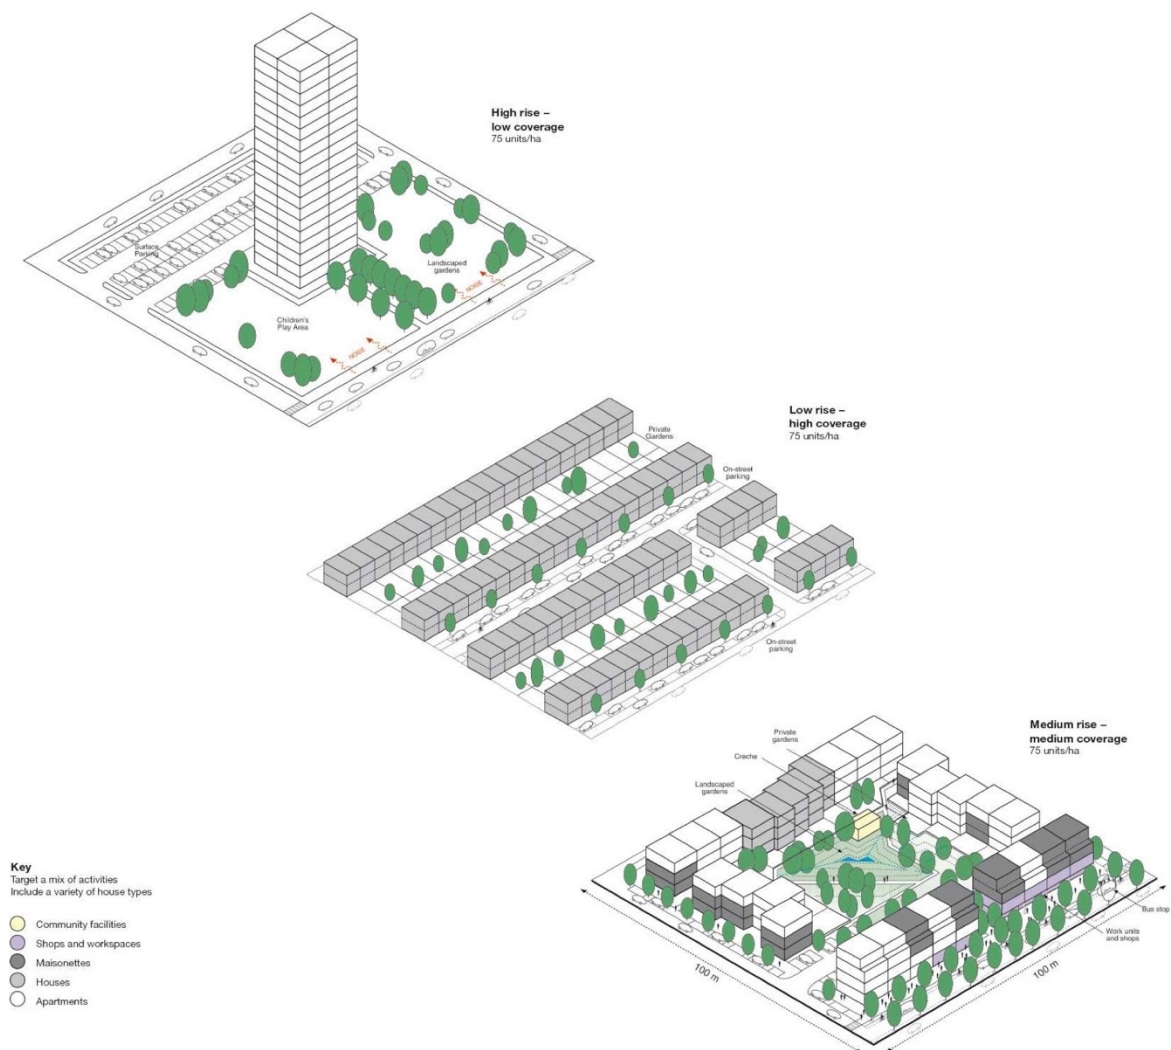 High rise –
low coverage
75 units/ha
Surface
Parking
Landscaped
gardens
NOISE
Children's
Play Area
NOISE
Low rise –
high coverage
75 units/ha
Private
Gardens
On-street
parking
On-street
parking
Medium rise –
medium coverage
75 units/ha
Private
gardens
Creche
Landscaped
gardens
Bus stop
Work units
and shops
100 m
100 m
Key
Target a mix of activities
Include a variety of house types
Community facilities
Shops and workspaces
Maisonettes
Houses
Apartments